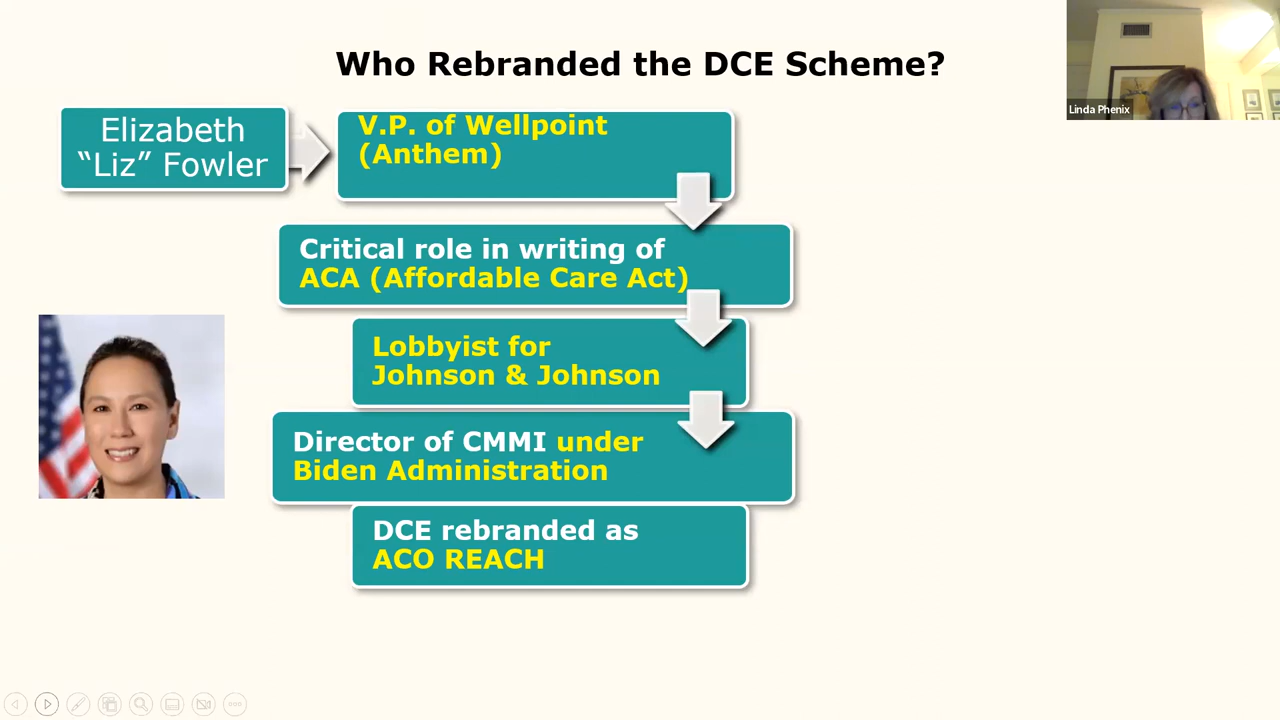 Who Rebranded the DCE Scheme?
Linda Phenix
Elizabeth
“Liz” Fowler
V.P. of Wellpoint
(Anthem)
Critical role in writing of
ACA (Affordable Care Act)
Lobbyist for
Johnson & Johnson
Director of CMMI under
Biden Administration
DCE rebranded as
ACO REACH